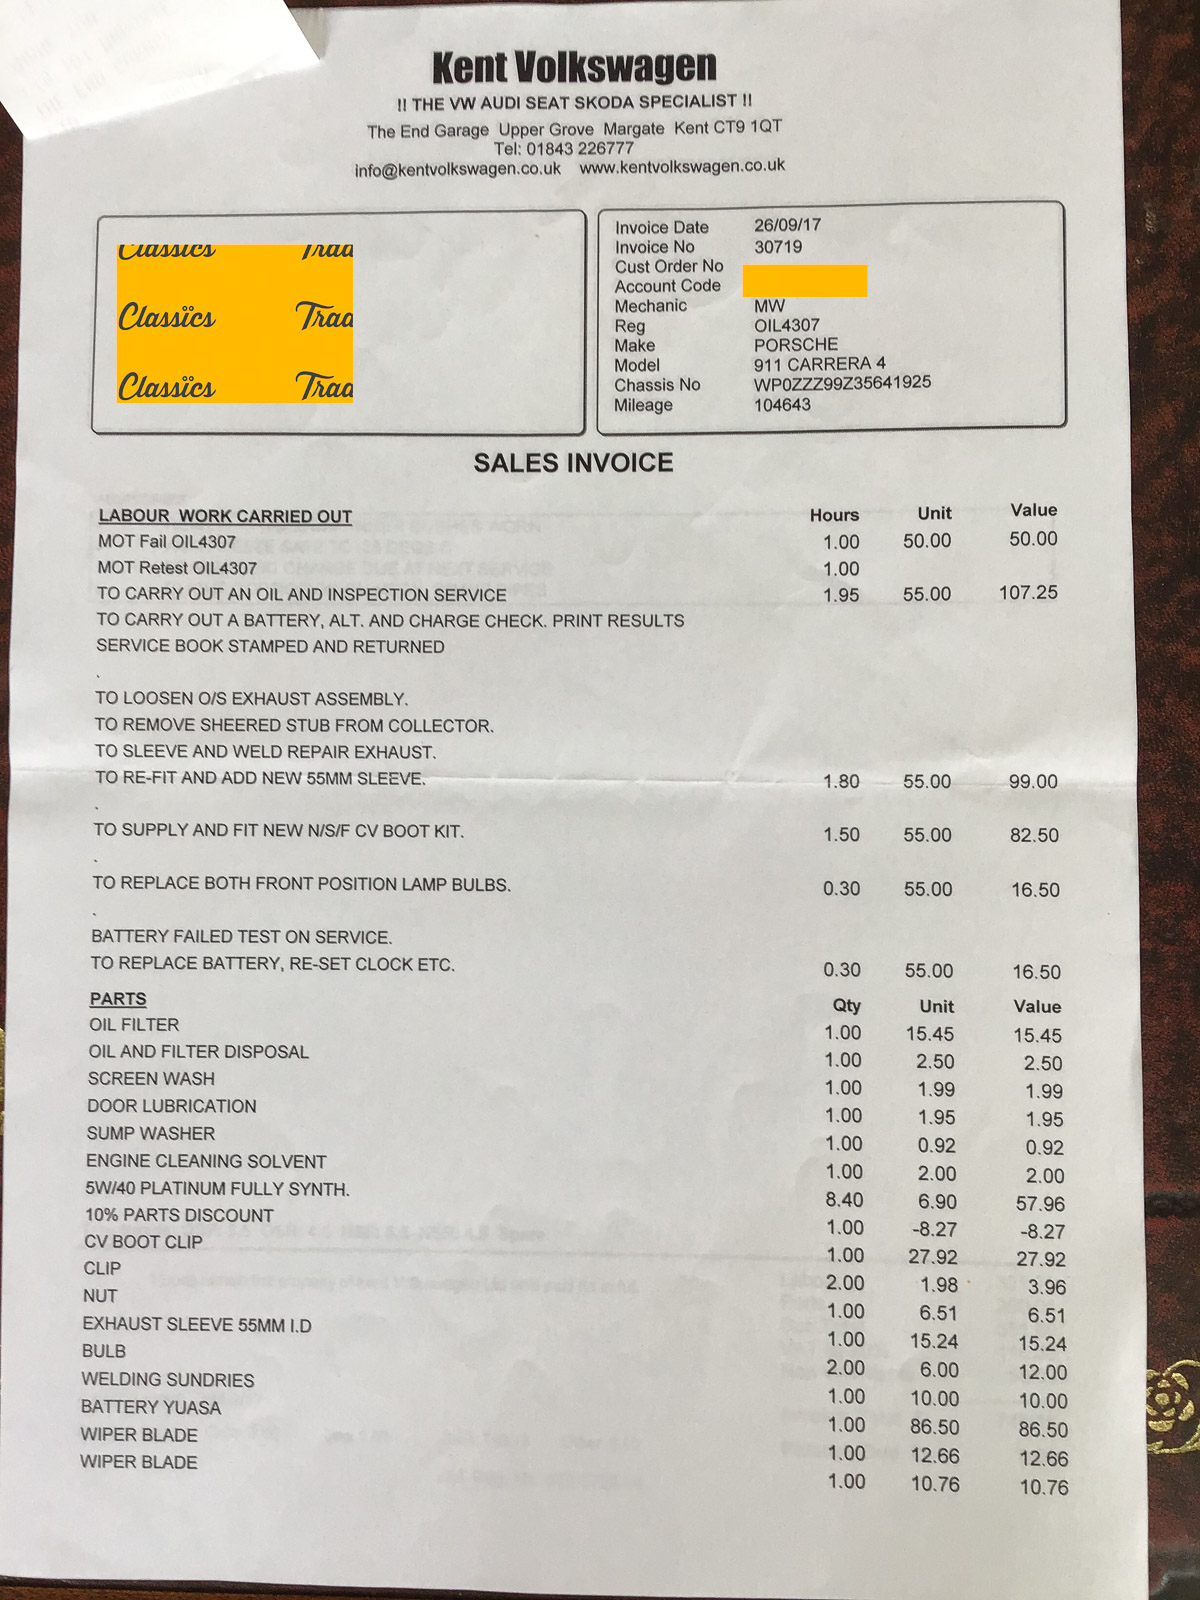 Kent Volkswagen
!! THE VW AUDI SEAT SKODA SPECIALIST !!
The End Garage Upper Grove Margate Kent CT9 1QT
Tel: 01843 226777
info@kentvolkswagen.co.uk www.kentvolkswagen.co.uk
Classics Trad
Classics Trad
Classics Trad
Invoice Date 26/09/17
Invoice No 30719
Cust Order No
Account Code
Mechanic MW
Reg OIL4307
Make PORSCHE
Model 911 CARRERA 4
Chassis No WP0ZZZ99Z35641925
Mileage 104643
SALES INVOICE
LABOUR WORK CARRIED OUT Hours Unit Value
MOT Fail OIL4307 1.00 50.00 50.00
MOT Retest OIL4307 1.00
TO CARRY OUT AN OIL AND INSPECTION SERVICE 1.95 55.00 107.25
TO CARRY OUT A BATTERY, ALT. AND CHARGE CHECK. PRINT RESULTS
SERVICE BOOK STAMPED AND RETURNED
.
TO LOOSEN O/S EXHAUST ASSEMBLY.
TO REMOVE SHEERED STUB FROM COLLECTOR.
TO SLEEVE AND WELD REPAIR EXHAUST.
TO RE-FIT AND ADD NEW 55MM SLEEVE. 1.80 55.00 99.00
.
TO SUPPLY AND FIT NEW N/S/F CV BOOT KIT. 1.50 55.00 82.50
.
TO REPLACE BOTH FRONT POSITION LAMP BULBS. 0.30 55.00 16.50
.
BATTERY FAILED TEST ON SERVICE.
TO REPLACE BATTERY, RE-SET CLOCK ETC. 0.30 55.00 16.50
PARTS Qty Unit Value
OIL FILTER 1.00 15.45 15.45
OIL AND FILTER DISPOSAL 1.00 2.50 2.50
SCREEN WASH 1.00 1.99 1.99
DOOR LUBRICATION 1.00 1.95 1.95
SUMP WASHER 1.00 0.92 0.92
ENGINE CLEANING SOLVENT 1.00 2.00 2.00
5W/40 PLATINUM FULLY SYNTH. 8.40 6.90 57.96
10% PARTS DISCOUNT 1.00 -8.27 -8.27
CV BOOT CLIP 1.00 27.92 27.92
CLIP 2.00 1.98 3.96
NUT 1.00 6.51 6.51
EXHAUST SLEEVE 55MM I.D 1.00 15.24 15.24
BULB 2.00 6.00 12.00
WELDING SUNDRIES 1.00 10.00 10.00
BATTERY YUASA 1.00 86.50 86.50
WIPER BLADE 1.00 12.66 12.66
WIPER BLADE 1.00 10.76 10.76